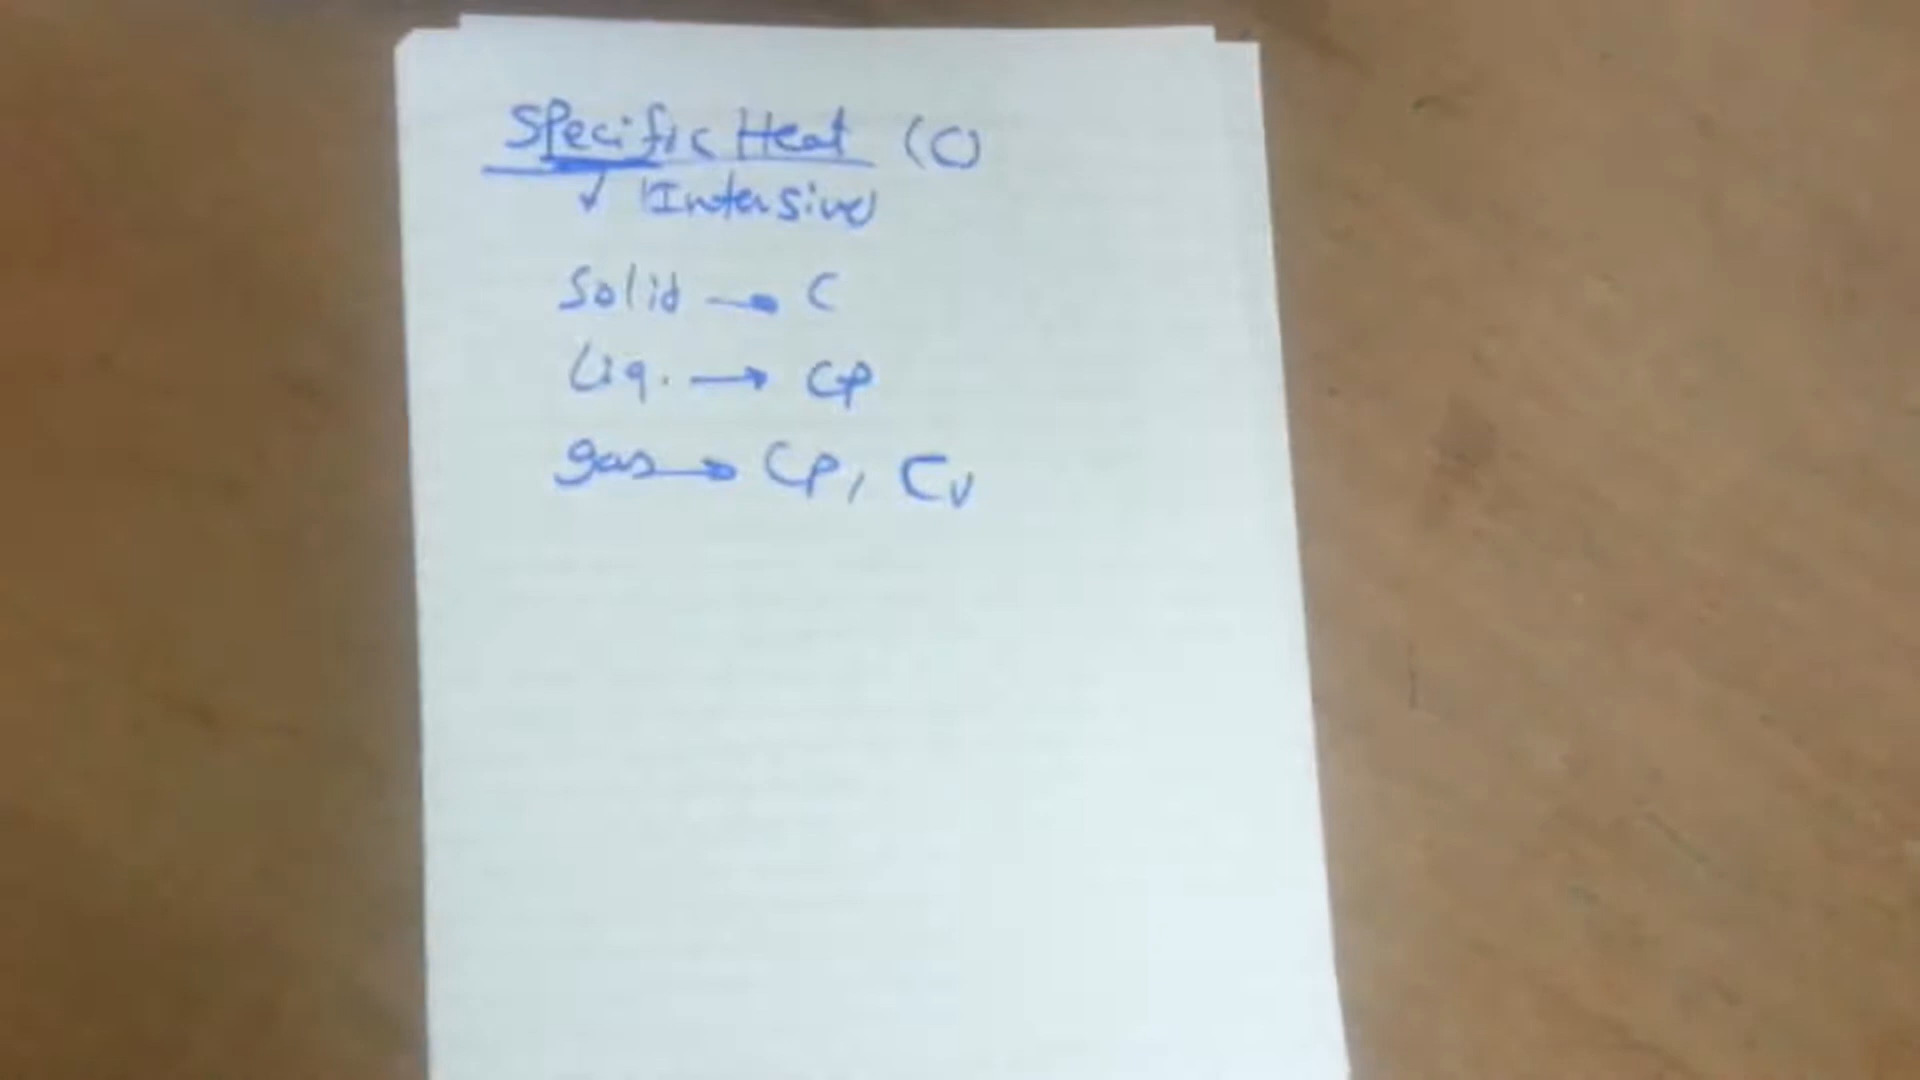 Specific Heat (C)
↓ (Intensive)
Solid → C
Liq. → CP
gas → CP, Cv